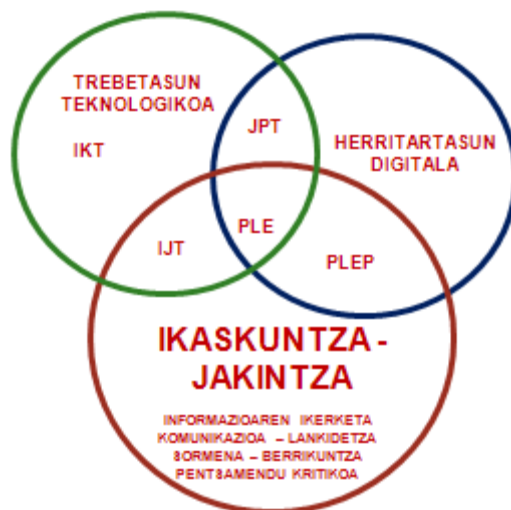 TREBETASUN
TEKNOLOGIKOA
IKT
JPT
HERRITARTASUN
DIGITALA
IJT
PLE
PLEP
IKASKUNTZA -
JAKINTZA
INFORMAZIOAREN IKERKETA
KOMUNIKAZIOA – LANKIDETZA
SORMENA – BERRIKUNTZA
PENTSAMENDU KRITIKOA